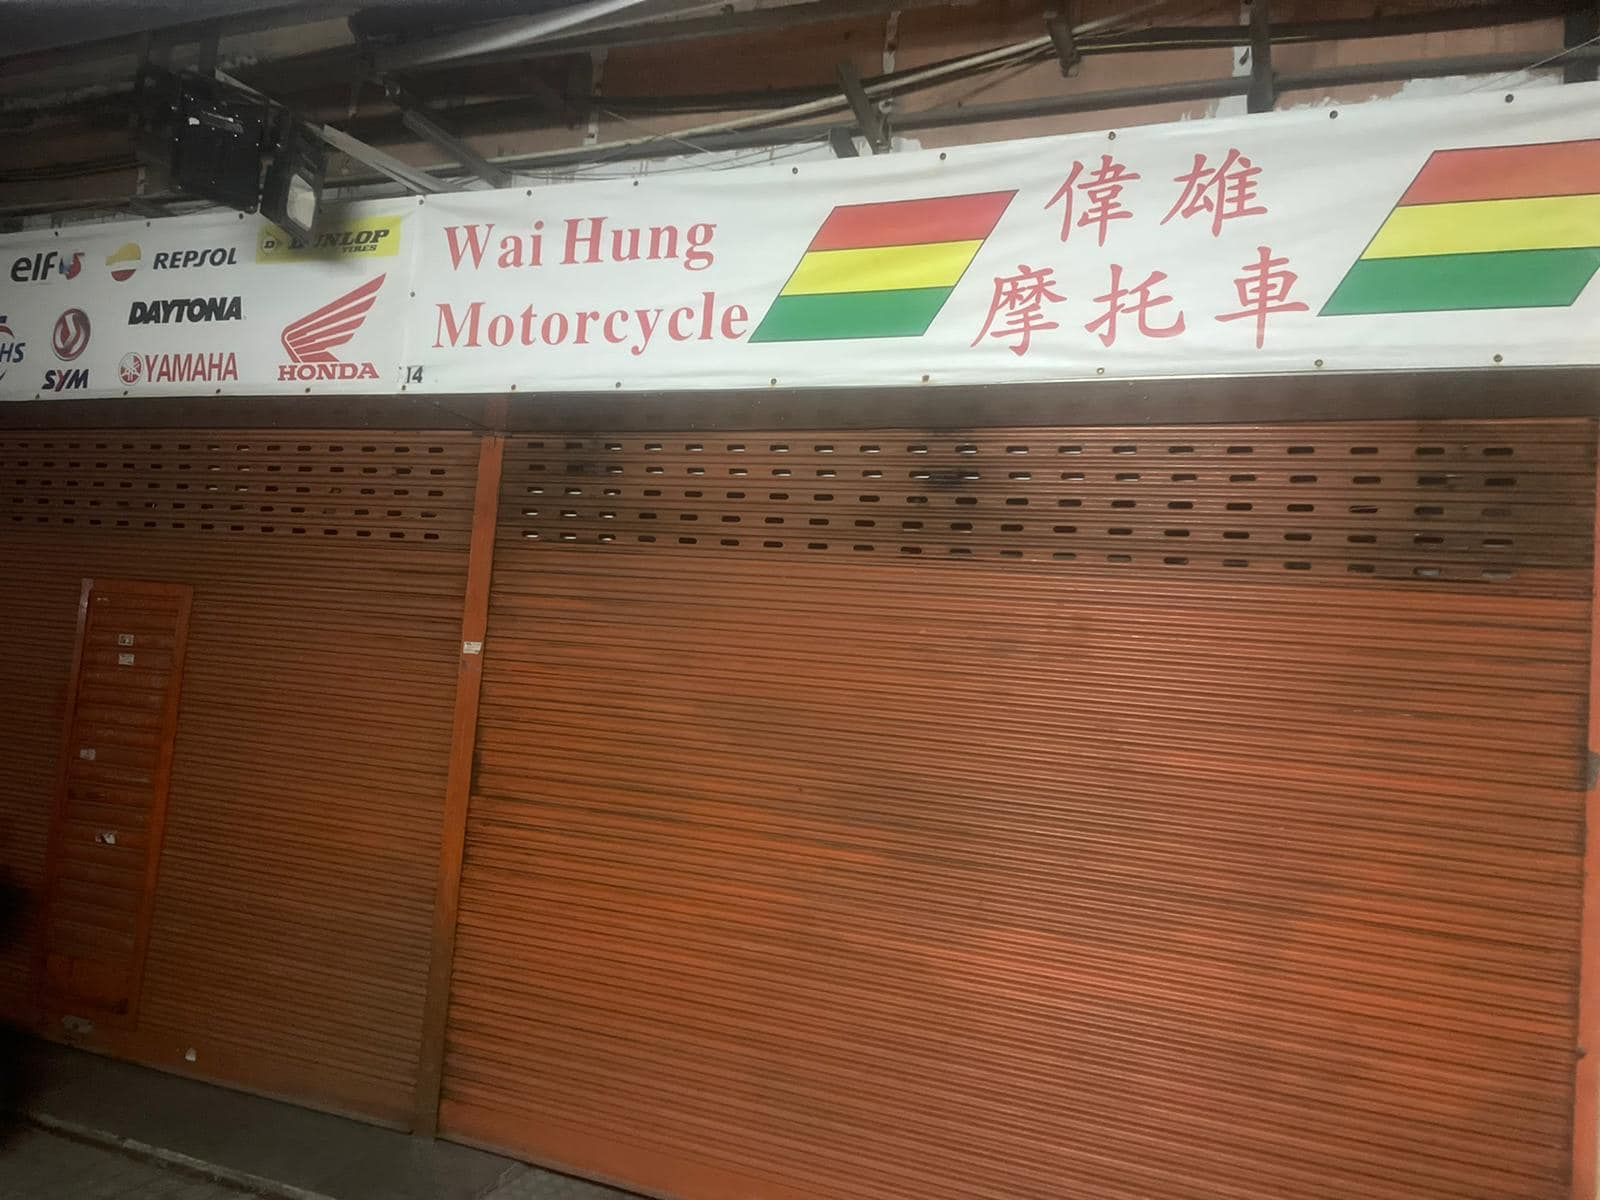 elf
REPSOL
DUNLOP
TIRES
DAYTONA
SYM
YAMAHA
HONDA
14
Wai Hung
Motorcycle
偉雄
摩托車